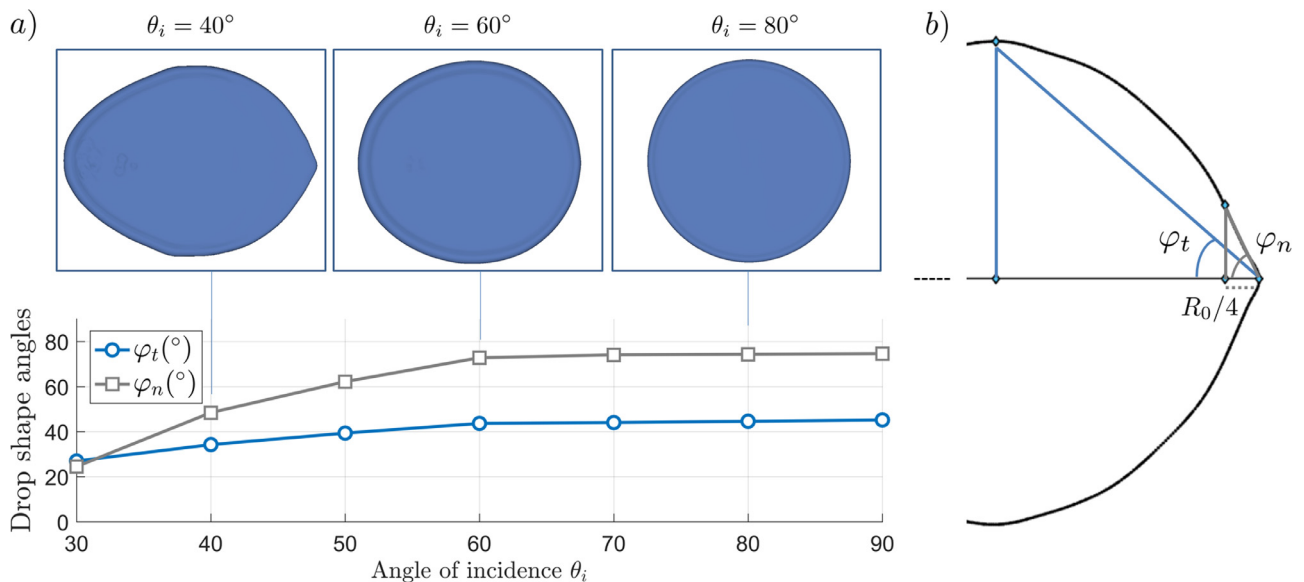 a)
θᵢ = 40°
θᵢ = 60°
θᵢ = 80°
b)
φₜ
φₙ
R₀/4
Drop shape angles
φₜ(°)
φₙ(°)
80
60
40
20
0
30 40 50 60 70 80 90
Angle of incidence θᵢ